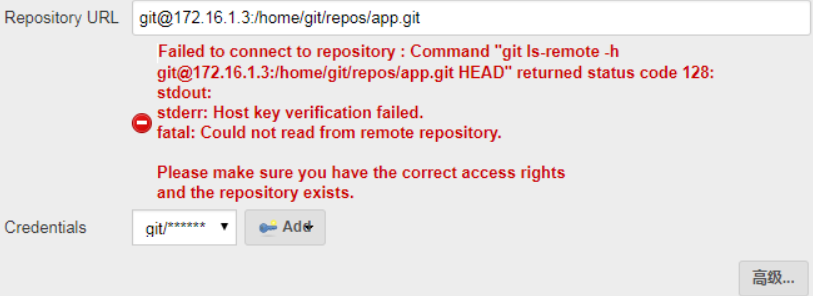 Repository URL git@172.16.1.3:/home/git/repos/app.git
Failed to connect to repository : Command "git ls-remote -h
git@172.16.1.3:/home/git/repos/app.git HEAD" returned status code 128:
stdout:
stderr: Host key verification failed.
fatal: Could not read from remote repository.
Please make sure you have the correct access rights
and the repository exists.
Credentials git/****** Add
高级...